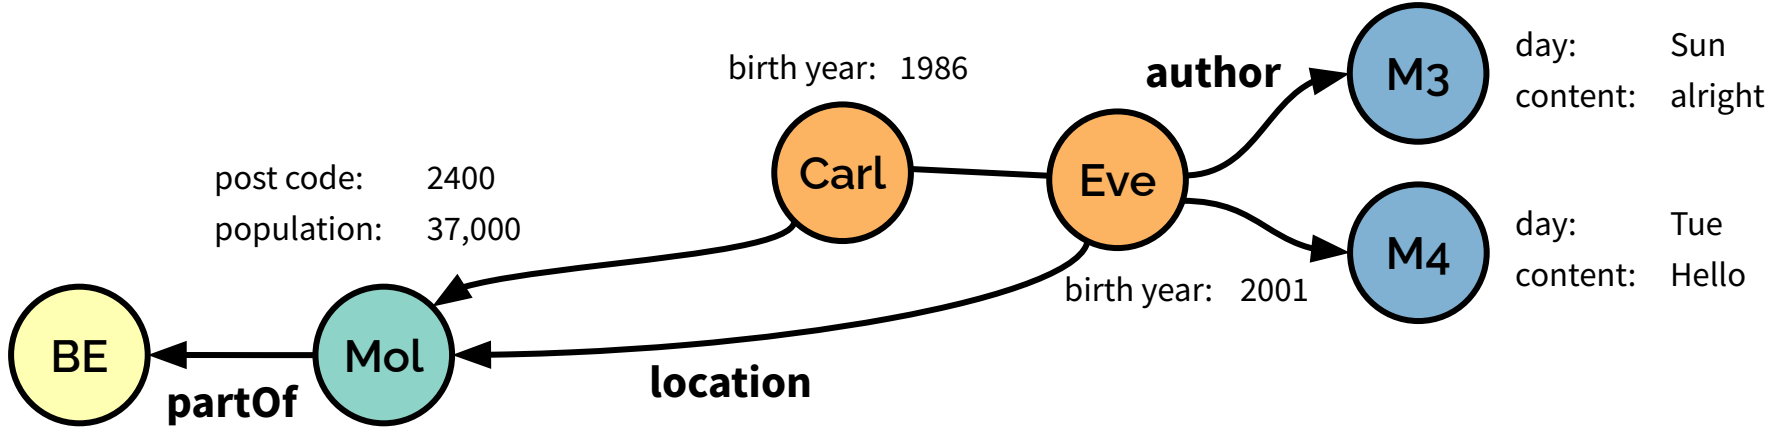 birth year: 1986
author
M3
day: Sun
content: alright
Carl
Eve
post code: 2400
population: 37,000
M4
day: Tue
content: Hello
birth year: 2001
BE
Mol
partOf
location